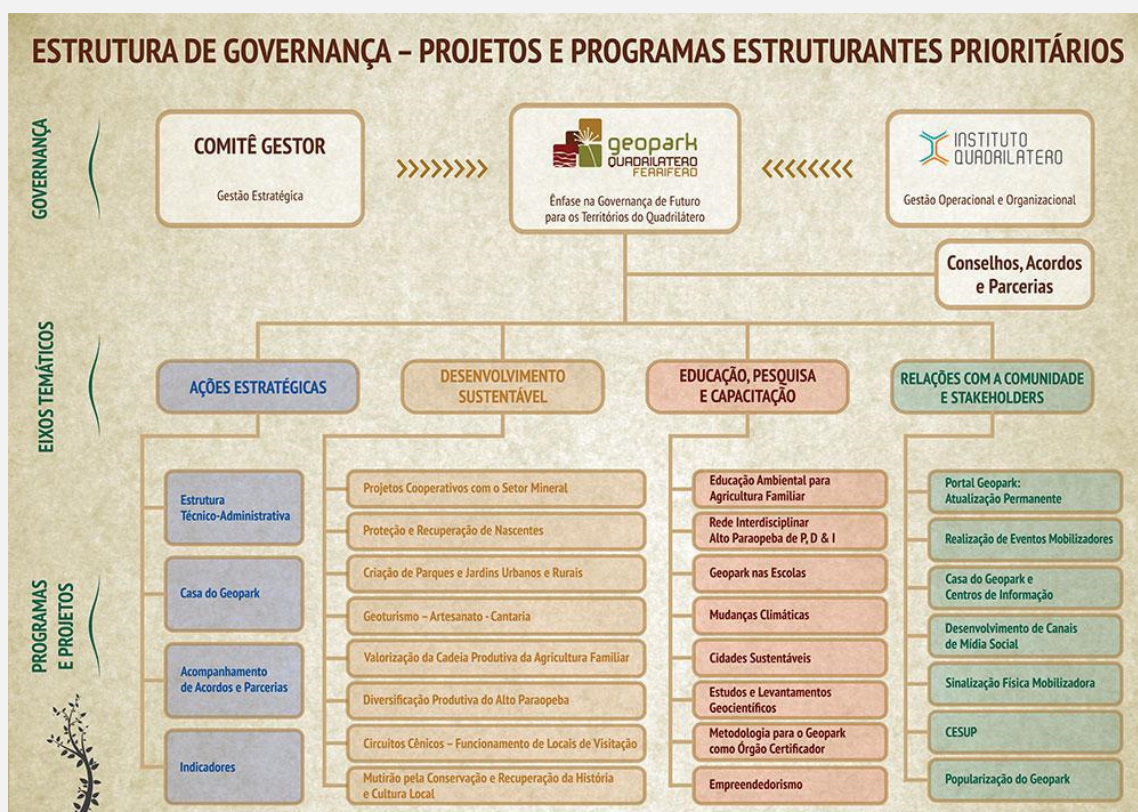 ESTRUTURA DE GOVERNANÇA – PROJETOS E PROGRAMAS ESTRUTURANTES PRIORITÁRIOS
GOVERNANÇA
COMITÊ GESTOR
Gestão Estratégica
geopark
QUADRILÁTERO
FERRÍFERO
Ênfase na Governança de Futuro
para os Territórios do Quadrilátero
INSTITUTO
QUADRILÁTERO
Gestão Operacional e Organizacional
Conselhos, Acordos
e Parcerias
EIXOS TEMÁTICOS
AÇÕES ESTRATÉGICAS
DESENVOLVIMENTO
SUSTENTÁVEL
EDUCAÇÃO, PESQUISA
E CAPACITAÇÃO
RELAÇÕES COM A COMUNIDADE
E STAKEHOLDERS
PROGRAMAS
E PROJETOS
Estrutura
Técnico-Administrativa
Casa do Geopark
Acompanhamento
de Acordos e Parcerias
Indicadores
Projetos Cooperativos com o Setor Mineral
Proteção e Recuperação de Nascentes
Criação de Parques e Jardins Urbanos e Rurais
Geoturismo – Artesanato - Cantaria
Valorização da Cadeia Produtiva da Agricultura Familiar
Diversificação Produtiva do Alto Paraopeba
Circuitos Cênicos – Funcionamento de Locais de Visitação
Mutirão pela Conservação e Recuperação da História
e Cultura Local
Educação Ambiental para
Agricultura Familiar
Rede Interdisciplinar
Alto Paraopeba de P, D & I
Geopark nas Escolas
Mudanças Climáticas
Cidades Sustentáveis
Estudos e Levantamentos
Geocientíficos
Metodologia para o Geopark
como Órgão Certificador
Empreendedorismo
Portal Geopark:
Atualização Permanente
Realização de Eventos Mobilizadores
Casa do Geopark e
Centros de Informação
Desenvolvimento de Canais
de Mídia Social
Sinalização Física Mobilizadora
CESUP
Popularização do Geopark